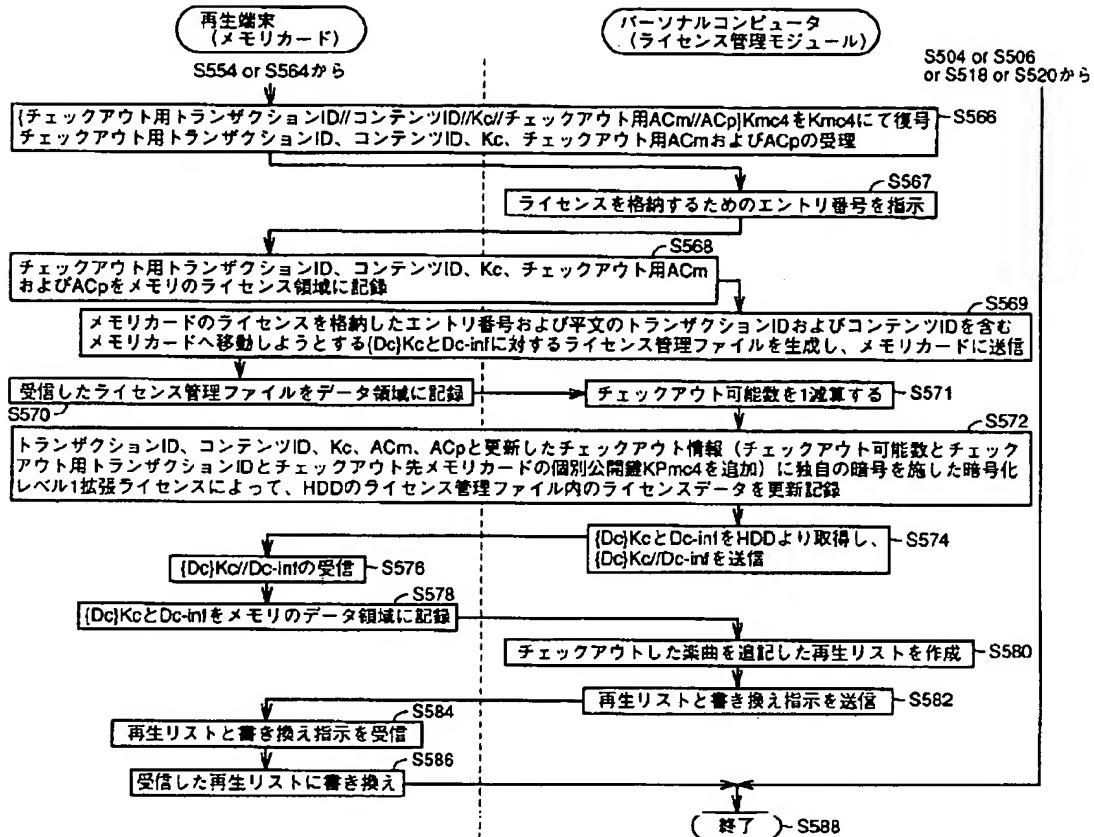 再生端末
(メモリカード)
パーソナルコンピュータ
(ライセンス管理モジュール)
S554 or S564から
S504 or S506
or S518 or S520から
{チェックアウト用トランザクションID//コンテンツID//Kc//チェックアウト用ACm//ACp}Kmc4をKmc4にて復号
チェックアウト用トランザクションID、コンテンツID、Kc、チェックアウト用ACmおよびACpの受理
S566
S567
ライセンスを格納するためのエントリ番号を指示
S568
チェックアウト用トランザクションID、コンテンツID、Kc、チェックアウト用ACm
およびACpをメモリのライセンス領域に記録
S569
メモリカードのライセンスを格納したエントリ番号および平文のトランザクションIDおよびコンテンツIDを含む
メモリカードへ移動しようとする{Dc}KcとDc-infに対するライセンス管理ファイルを生成し、メモリカードに送信
受信したライセンス管理ファイルをデータ領域に記録
S570
チェックアウト可能数を1減算する
S571
S572
トランザクションID、コンテンツID、Kc、ACm、ACpと更新したチェックアウト情報(チェックアウト可能数とチェック
アウト用トランザクションIDとチェックアウト先メモリカードの個別公開鍵KPmc4を追加)に独自の暗号を施した暗号化
レベル1拡張ライセンスによって、HDDのライセンス管理ファイル内のライセンスデータを更新記録
{Dc}KcとDc-infをHDDより取得し、
{Dc}Kc//Dc-infを送信
S574
{Dc}Kc//Dc-infの受信
S576
S578
{Dc}KcとDc-infをメモリのデータ領域に記録
チェックアウトした楽曲を追記した再生リストを作成
S580
再生リストと書き換え指示を送信
S582
S584
再生リストと書き換え指示を受信
S586
受信した再生リストに書き換え
終了
S588